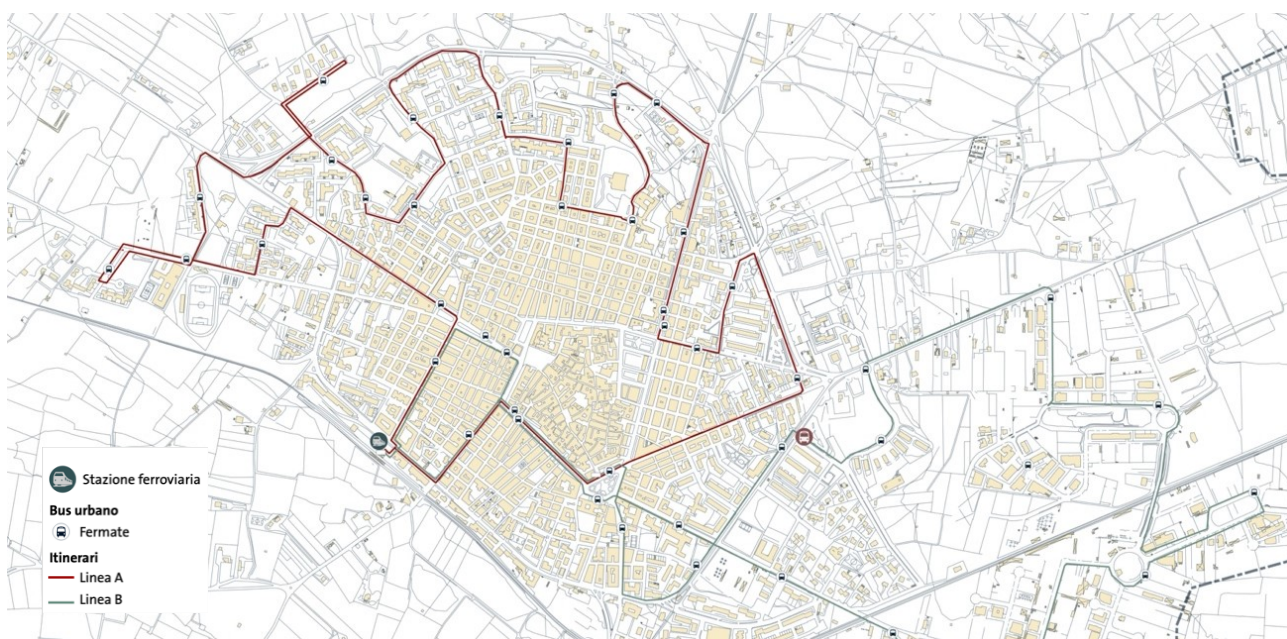 Stazione ferroviaria
Bus urbano
Fermate
Itinerari
Linea A
Linea B